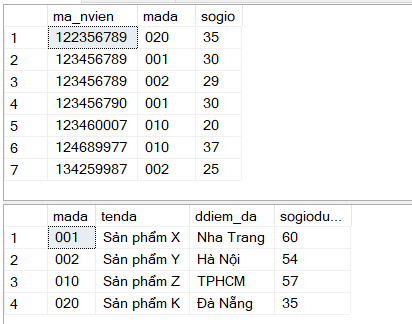 ma_nvien mada sogio
1 122356789 020 35
2 123456789 001 30
3 123456789 002 29
4 123456790 001 30
5 123460007 010 20
6 124689977 010 37
7 134259987 002 25
mada tenda ddiem_da sogiodu...
1 001 Sản phẩm X Nha Trang 60
2 002 Sản phẩm Y Hà Nội 54
3 010 Sản phẩm Z TPHCM 57
4 020 Sản phẩm K Đà Nẵng 35